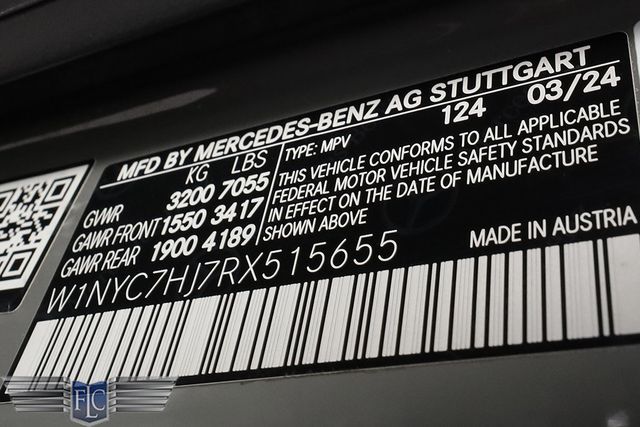 MFD BY MERCEDES-BENZ AG STUTTGART
KG LBS TYPE: MPV 124 03/24
GVWR 3200 7055 THIS VEHICLE CONFORMS TO ALL APPLICABLE
GAWR FRONT 1550 3417 FEDERAL MOTOR VEHICLE SAFETY STANDARDS
GAWR REAR 1900 4189 IN EFFECT ON THE DATE OF MANUFACTURE
SHOWN ABOVE
W1NYC7HJ7RX515655 MADE IN AUSTRIA
FLC